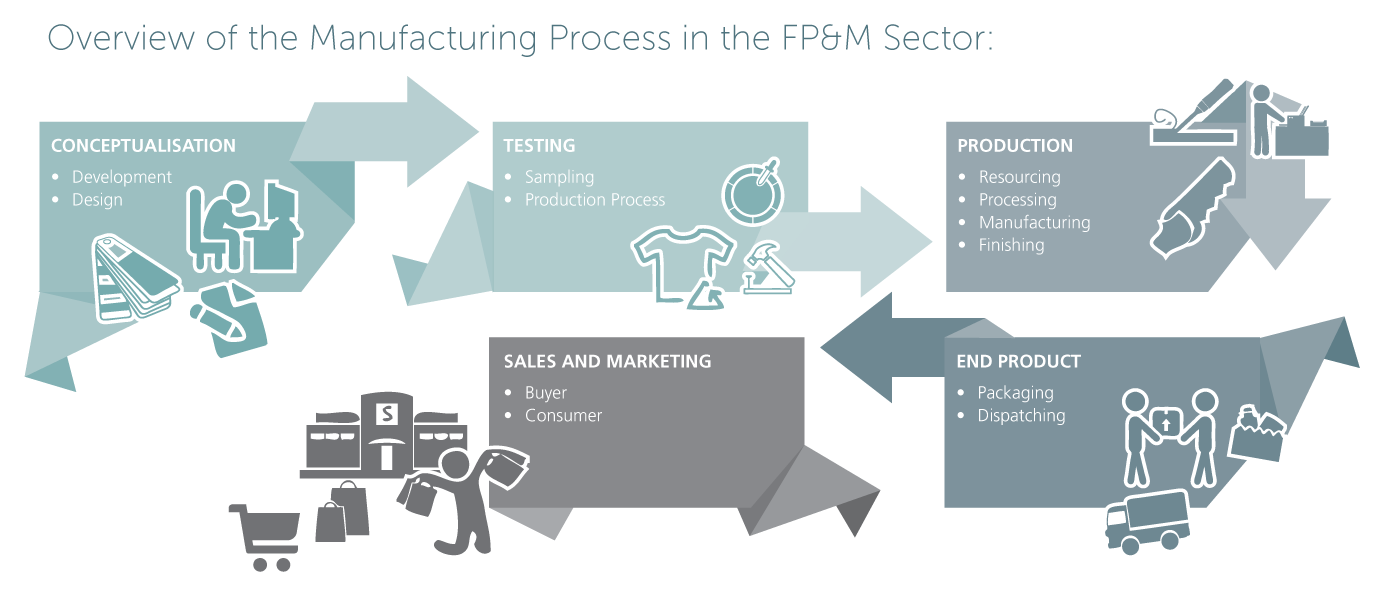 Overview of the Manufacturing Process in the FP&M Sector:
CONCEPTUALISATION
• Development
• Design
TESTING
• Sampling
• Production Process
PRODUCTION
• Resourcing
• Processing
• Manufacturing
• Finishing
END PRODUCT
• Packaging
• Dispatching
SALES AND MARKETING
• Buyer
• Consumer
S